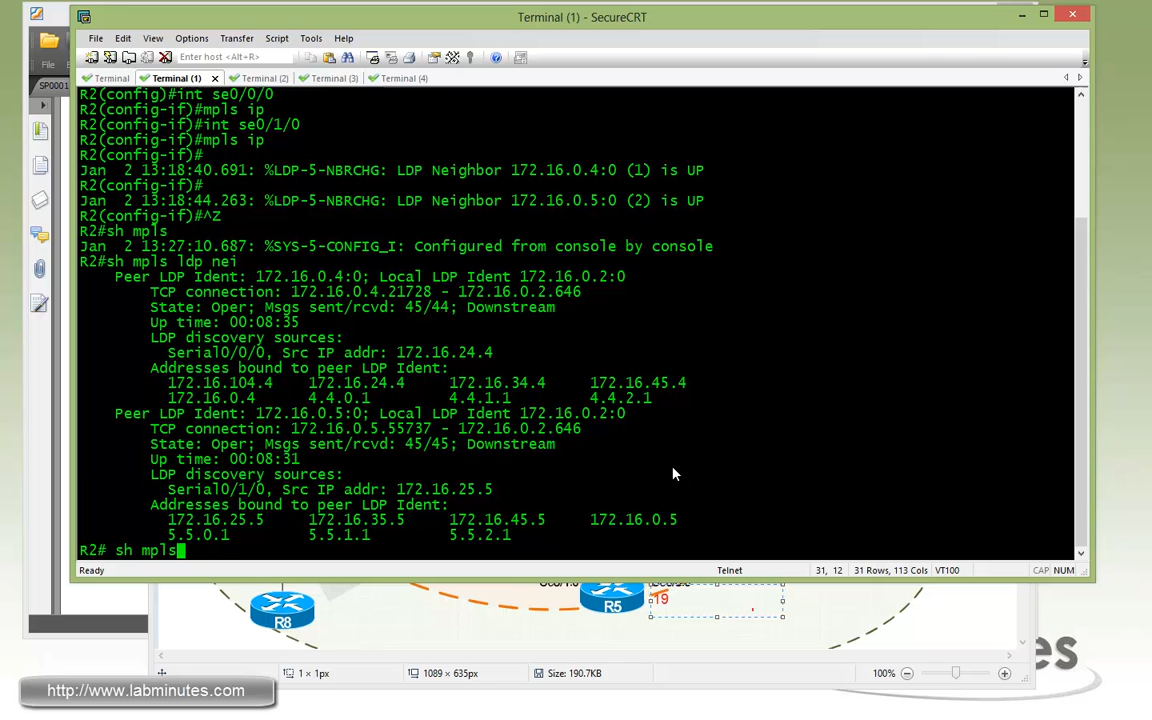 Terminal (1) - SecureCRT
File Edit View Options Transfer Script Tools Help
File
Enter host <Alt+R>
SP0001
Terminal Terminal (1) Terminal (2) Terminal (3) Terminal (4)
R2(config)#int se0/0/0
R2(config-if)#mpls ip
R2(config-if)#int se0/1/0
R2(config-if)#mpls ip
R2(config-if)#
Jan  2 13:18:40.691: %LDP-5-NBRCHG: LDP Neighbor 172.16.0.4:0 (1) is UP
R2(config-if)#
Jan  2 13:18:44.263: %LDP-5-NBRCHG: LDP Neighbor 172.16.0.5:0 (2) is UP
R2(config-if)#^Z
R2#sh mpls
Jan  2 13:27:10.687: %SYS-5-CONFIG_I: Configured from console by console
R2#sh mpls ldp nei
Peer LDP Ident: 172.16.0.4:0; Local LDP Ident 172.16.0.2:0
TCP connection: 172.16.0.4.21728 - 172.16.0.2.646
State: Oper; Msgs sent/rcvd: 45/44; Downstream
Up time: 00:08:35
LDP discovery sources:
Serial0/0/0, Src IP addr: 172.16.24.4
Addresses bound to peer LDP Ident:
172.16.104.4 172.16.24.4 172.16.34.4 172.16.45.4
172.16.0.4 4.4.0.1 4.4.1.1 4.4.2.1
Peer LDP Ident: 172.16.0.5:0; Local LDP Ident 172.16.0.2:0
TCP connection: 172.16.0.5.55737 - 172.16.0.2.646
State: Oper; Msgs sent/rcvd: 45/45; Downstream
Up time: 00:08:31
LDP discovery sources:
Serial0/1/0, Src IP addr: 172.16.25.5
Addresses bound to peer LDP Ident:
172.16.25.5 172.16.35.5 172.16.45.5 172.16.0.5
5.5.0.1 5.5.1.1 5.5.2.1
R2# sh mpls
Ready Telnet 31, 12 31 Rows, 113 Cols VT100 CAP NUM
R5
19
R8
1 × 1px 1089 × 635px Size: 190.7KB 100%
http://www.labminutes.com